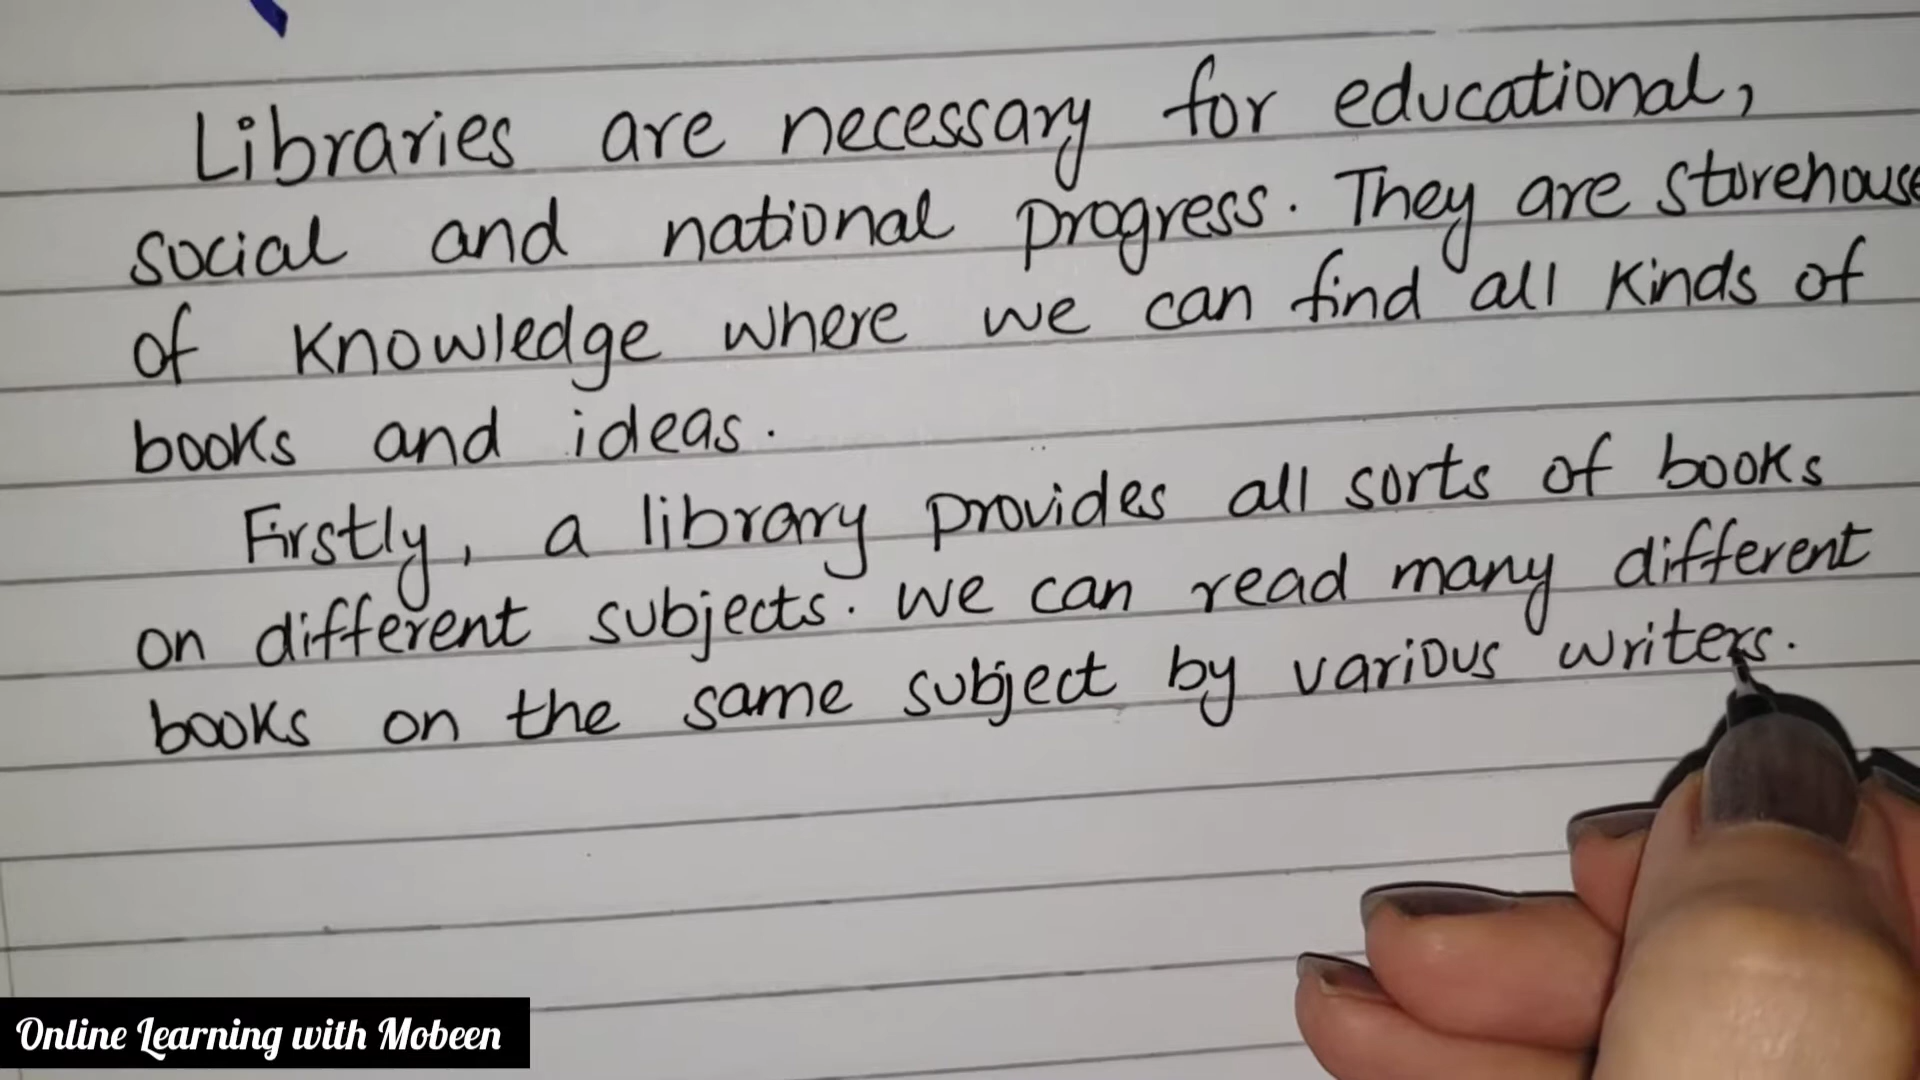 Libraries are necessary for educational,
social and national progress. They are storehouse
of knowledge where we can find all kinds of
books and ideas.
Firstly, a library provides all sorts of books
on different subjects. We can read many different
books on the same subject by various writers.
Online Learning with Mobeen